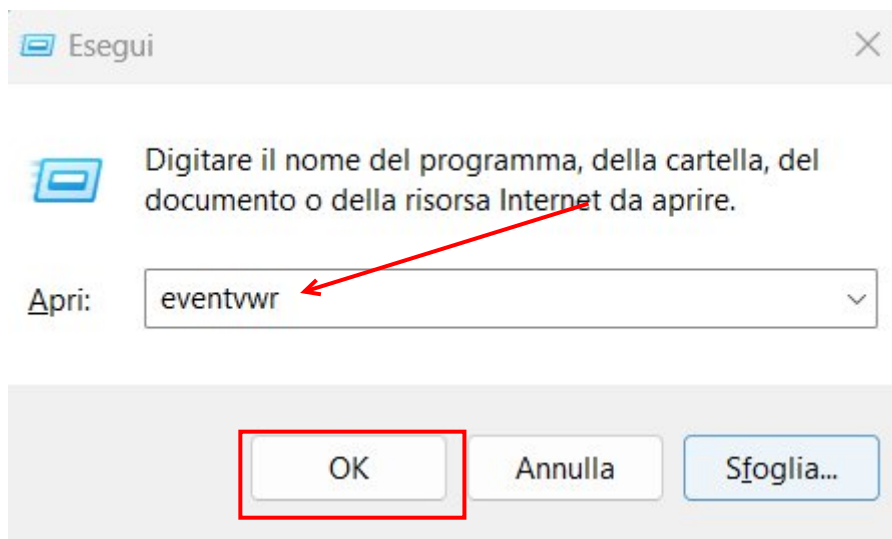 Esegui
Digitare il nome del programma, della cartella, del
documento o della risorsa Internet da aprire.
Apri: eventvwr
OK Annulla Sfoglia...